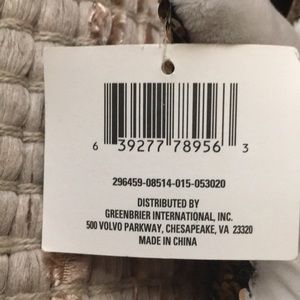 6 39277 78956 3
296459-08514-015-053020
DISTRIBUTED BY
GREENBRIER INTERNATIONAL, INC.
500 VOLVO PARKWAY, CHESAPEAKE, VA 23320
MADE IN CHINA